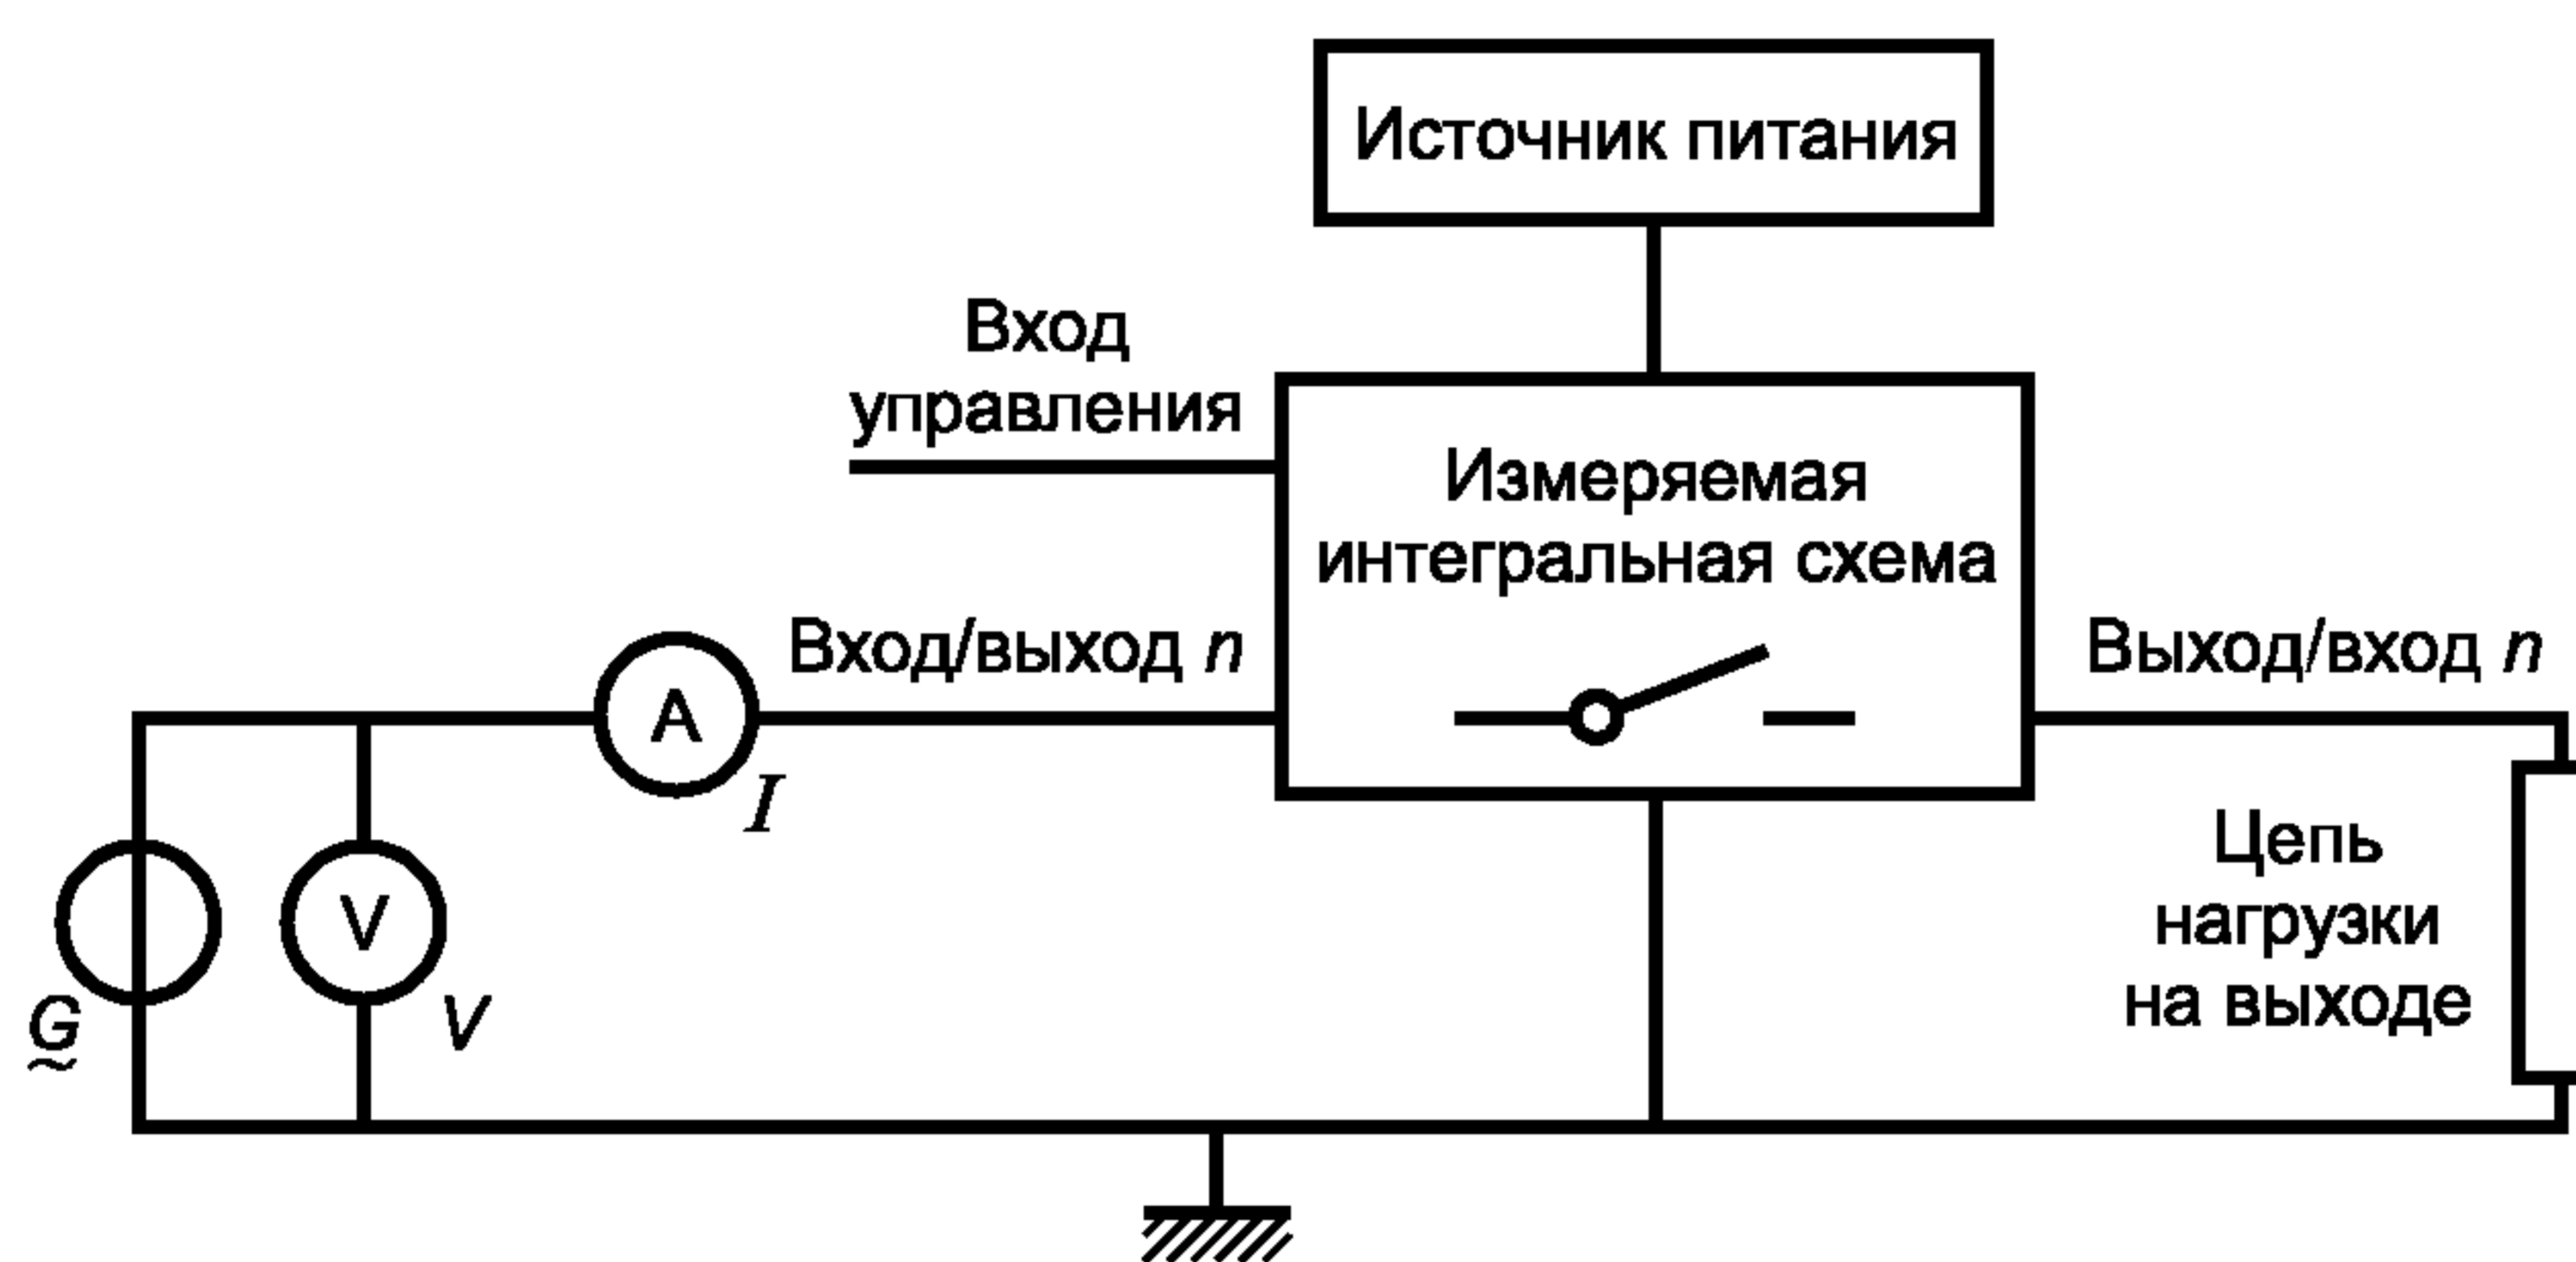 Источник питания
Вход
управления
Измеряемая
интегральная схема
Вход/выход n
Выход/вход n
A
I
V
V
G
~
Цепь
нагрузки
на выходе